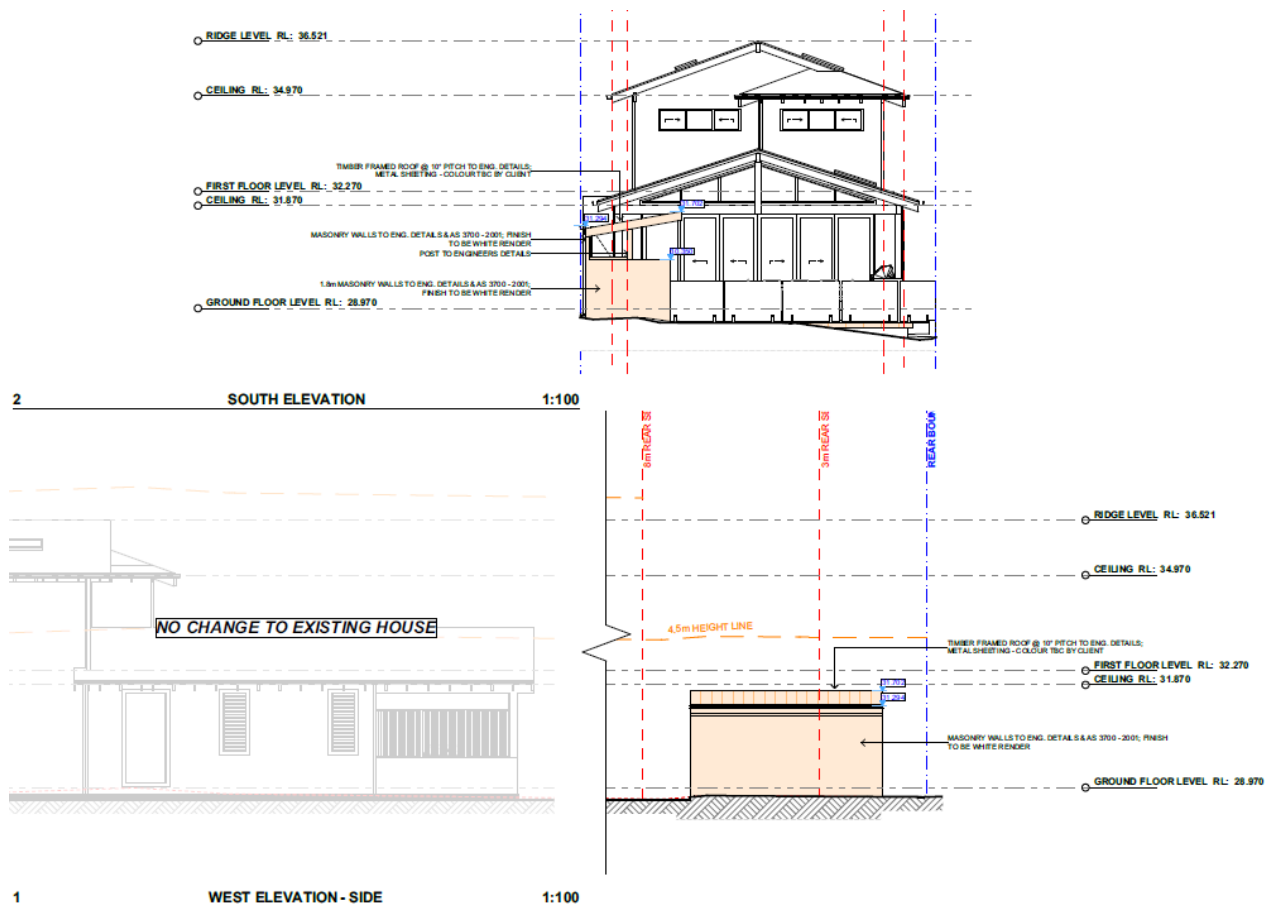 RIDGE LEVEL RL: 36.521
CEILING RL: 34.970
TIMBER FRAMED ROOF @ 10° PITCH TO ENG. DETAILS;
METAL SHEETING - COLOUR TBC BY CLIENT
FIRST FLOOR LEVEL RL: 32.270
CEILING RL: 31.870
31.702
31.294
MASONRY WALLS TO ENG. DETAILS & AS 3700 - 2001; FINISH
TO BE WHITE RENDER
POST TO ENGINEERS DETAILS
1.8m MASONRY WALLS TO ENG. DETAILS & AS 3700 - 2001;
FINISH TO BE WHITE RENDER
GROUND FLOOR LEVEL RL: 28.970
2 SOUTH ELEVATION 1:100
8m REAR S
3m REAR S
REAR BOU
RIDGE LEVEL RL: 36.521
CEILING RL: 34.970
NO CHANGE TO EXISTING HOUSE
4.5m HEIGHT LINE
TIMBER FRAMED ROOF @ 10° PITCH TO ENG. DETAILS;
METAL SHEETING - COLOUR TBC BY CLIENT
FIRST FLOOR LEVEL RL: 32.270
CEILING RL: 31.870
31.702
31.294
MASONRY WALLS TO ENG. DETAILS & AS 3700 - 2001; FINISH
TO BE WHITE RENDER
GROUND FLOOR LEVEL RL: 28.970
1 WEST ELEVATION - SIDE 1:100